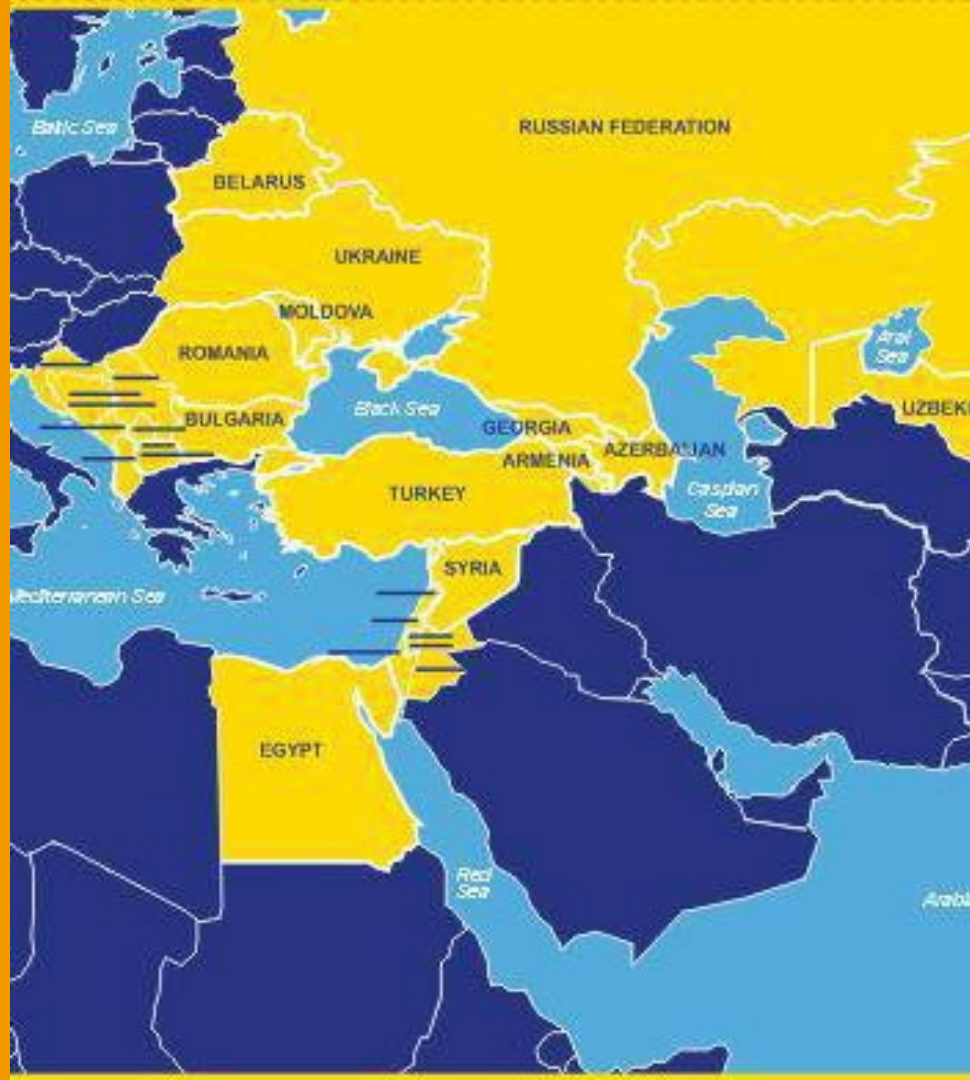 Baltic Sea
RUSSIAN FEDERATION
BELARUS
UKRAINE
MOLDOVA
ROMANIA
Aral
Sea
Black Sea
UZBEKI
BULGARIA
GEORGIA
AZERBAIJAN
ARMENIA
TURKEY
Caspian
Sea
SYRIA
Mediterranean Sea
EGYPT
Red
Sea
Arabi